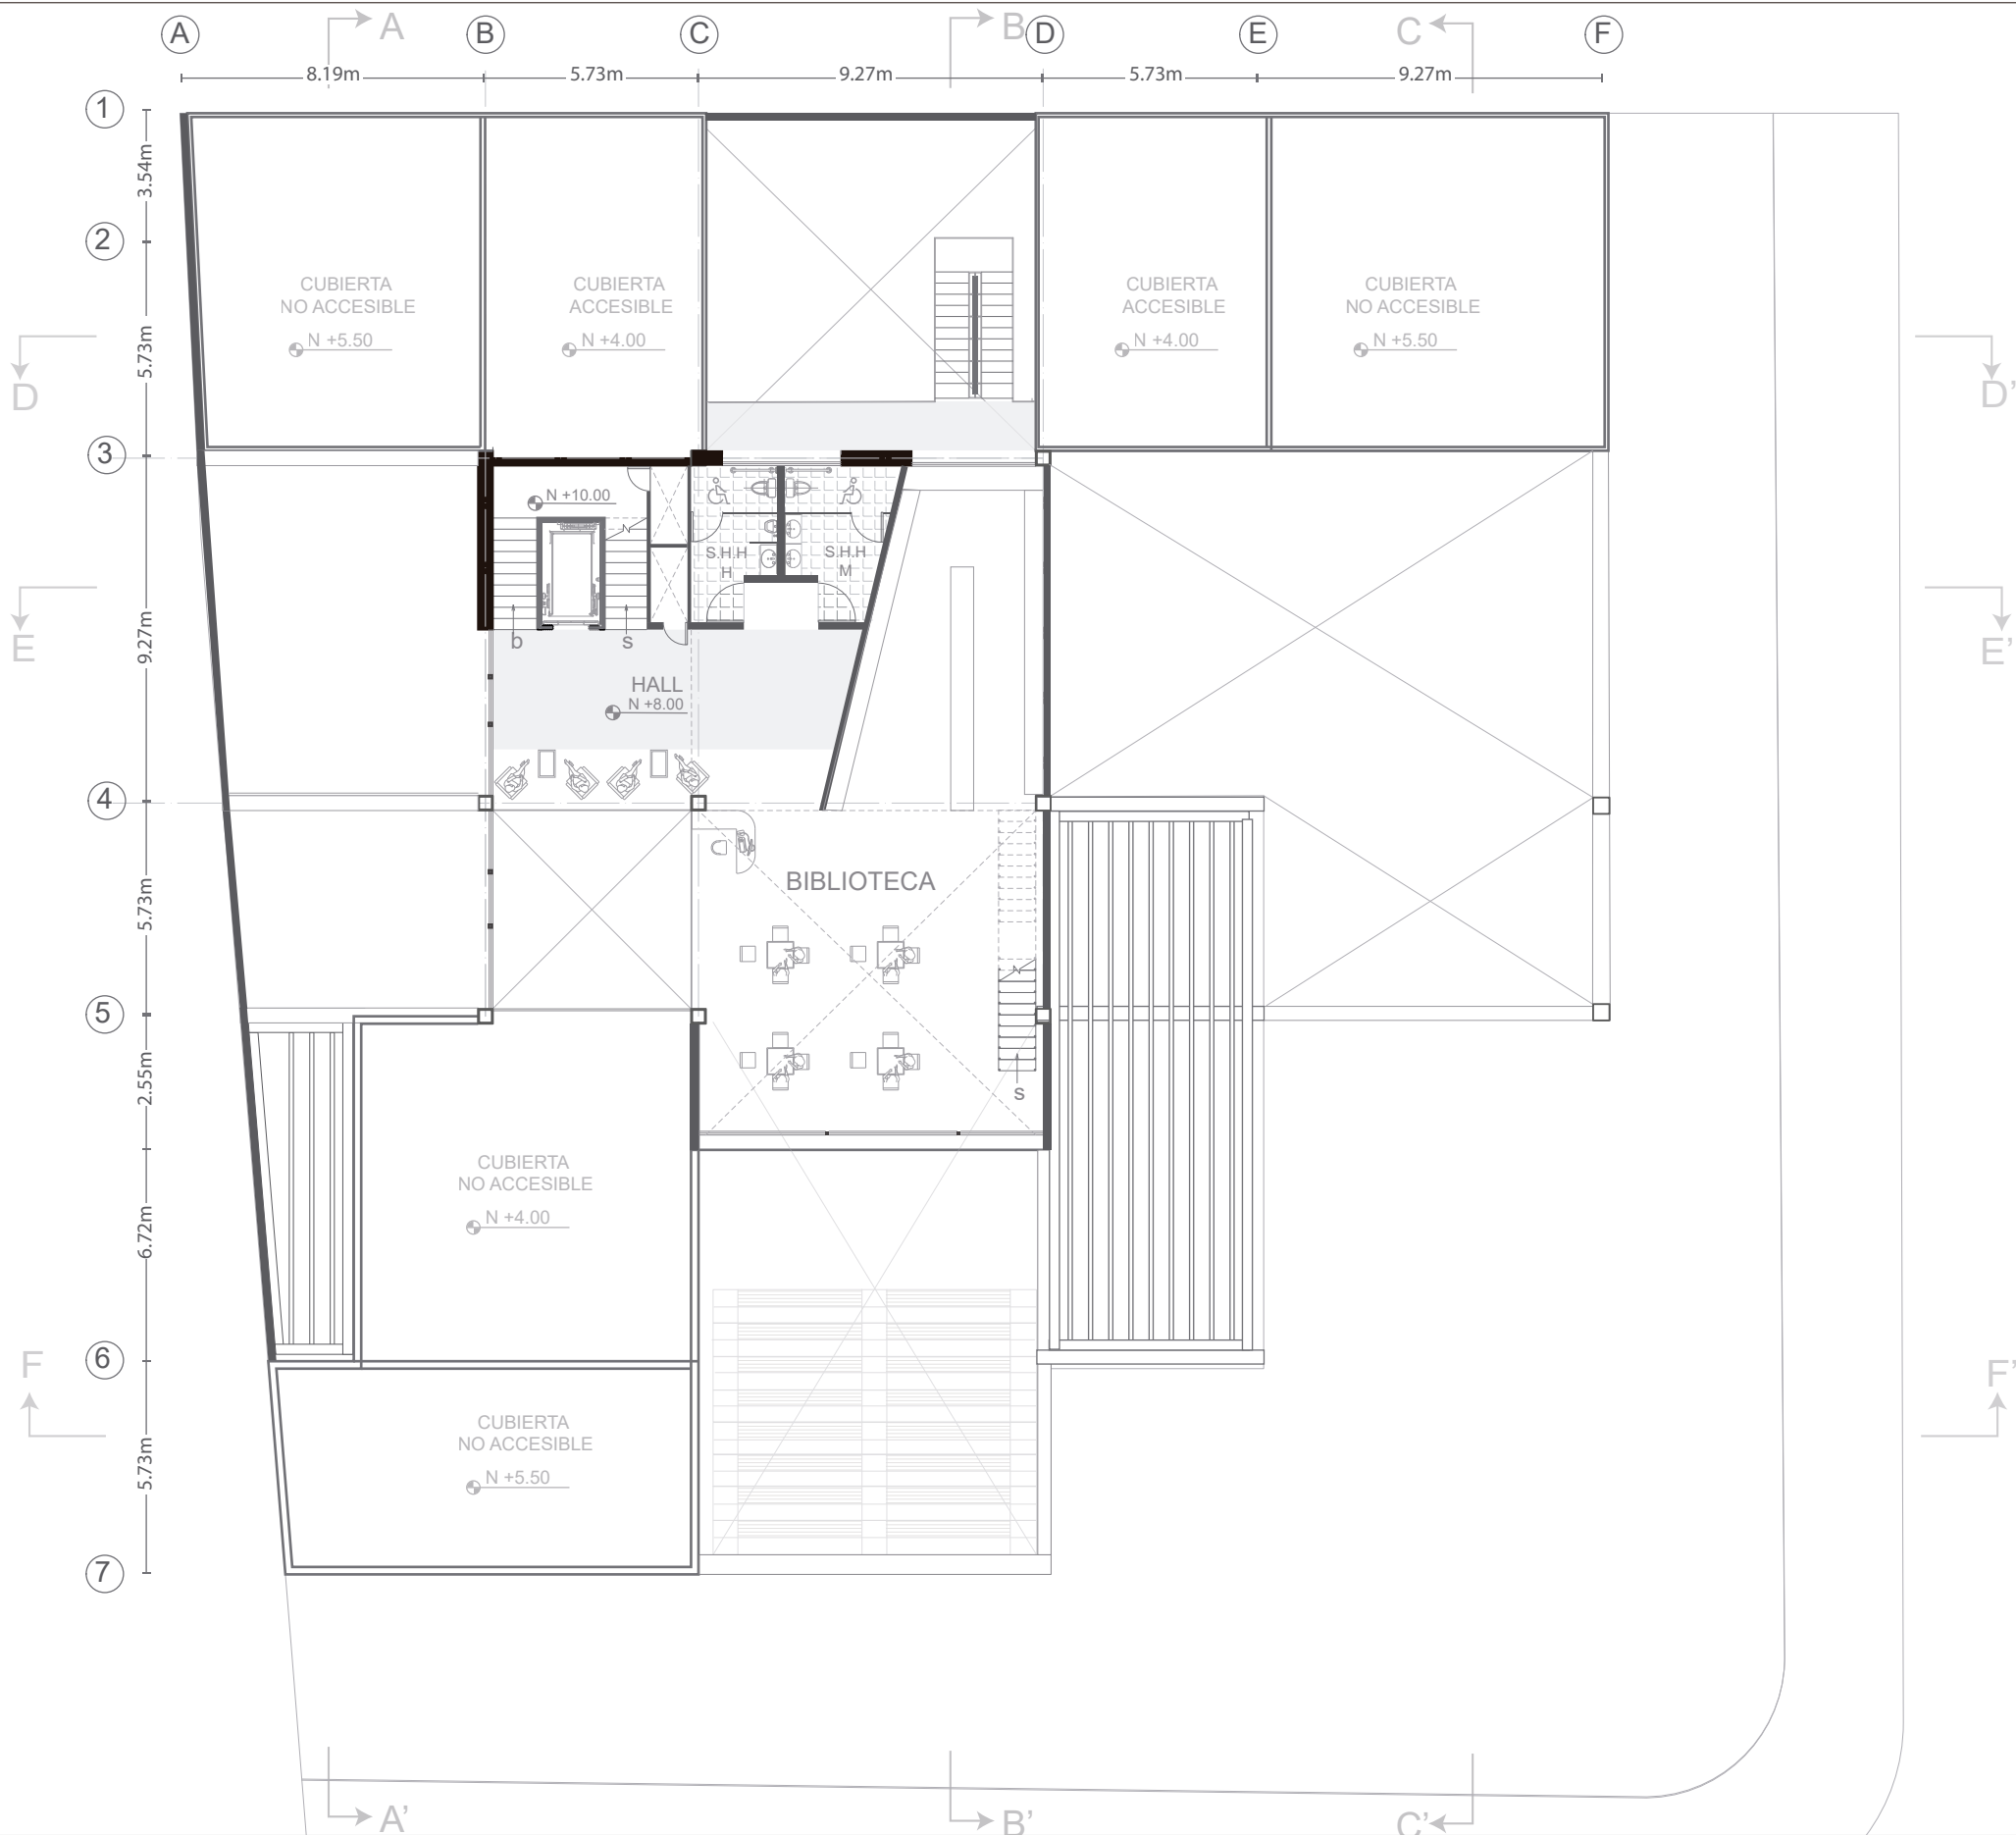 A B C
A B C D E F
8.19m 5.73m 9.27m 5.73m 9.27m
1
3.54m
2
CUBIERTA
NO ACCESIBLE
N +5.50
CUBIERTA
ACCESIBLE
N +4.00
CUBIERTA
ACCESIBLE
N +4.00
CUBIERTA
NO ACCESIBLE
N +5.50
5.73m
D D'
3
N +10.00
S.H.H
H
S.H.H
M
9.27m
E E'
b s
HALL
N +8.00
4
BIBLIOTECA
5.73m
5
2.55m
s
CUBIERTA
NO ACCESIBLE
N +4.00
6.72m
6
F F'
CUBIERTA
NO ACCESIBLE
N +5.50
5.73m
7
A' B' C'